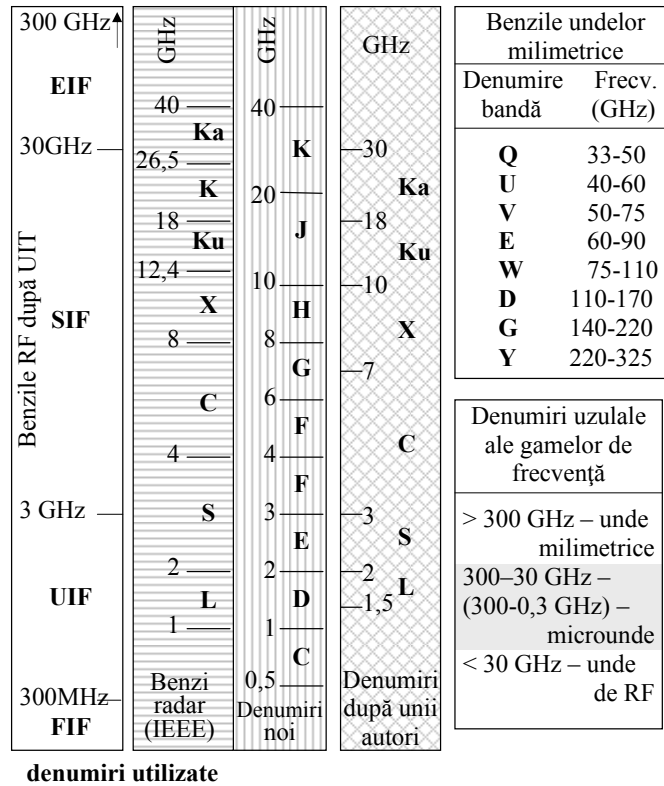 300 GHz
EIF
30GHz
SIF
3 GHz
UIF
300MHz
FIF
Benzile RF după UIT
GHz
40
Ka
26,5
K
18
Ku
12,4
X
8
C
4
S
2
L
1
Benzi
radar
(IEEE)
GHz
40
K
20
J
10
H
8
G
6
F
4
F
3
E
2
D
1
C
0,5
Denumiri
noi
GHz
30
Ka
18
Ku
10
X
7
C
3
S
2
L
1,5
Denumiri
după unii
autori
Benzile undelor
milimetrice
Denumire Frecv.
bandă (GHz)
Q 33-50
U 40-60
V 50-75
E 60-90
W 75-110
D 110-170
G 140-220
Y 220-325
Denumiri uzulale
ale gamelor de
frecvenţă
> 300 GHz – unde
milimetrice
300–30 GHz –
(300-0,3 GHz) –
microunde
< 30 GHz – unde
de RF
denumiri utilizate